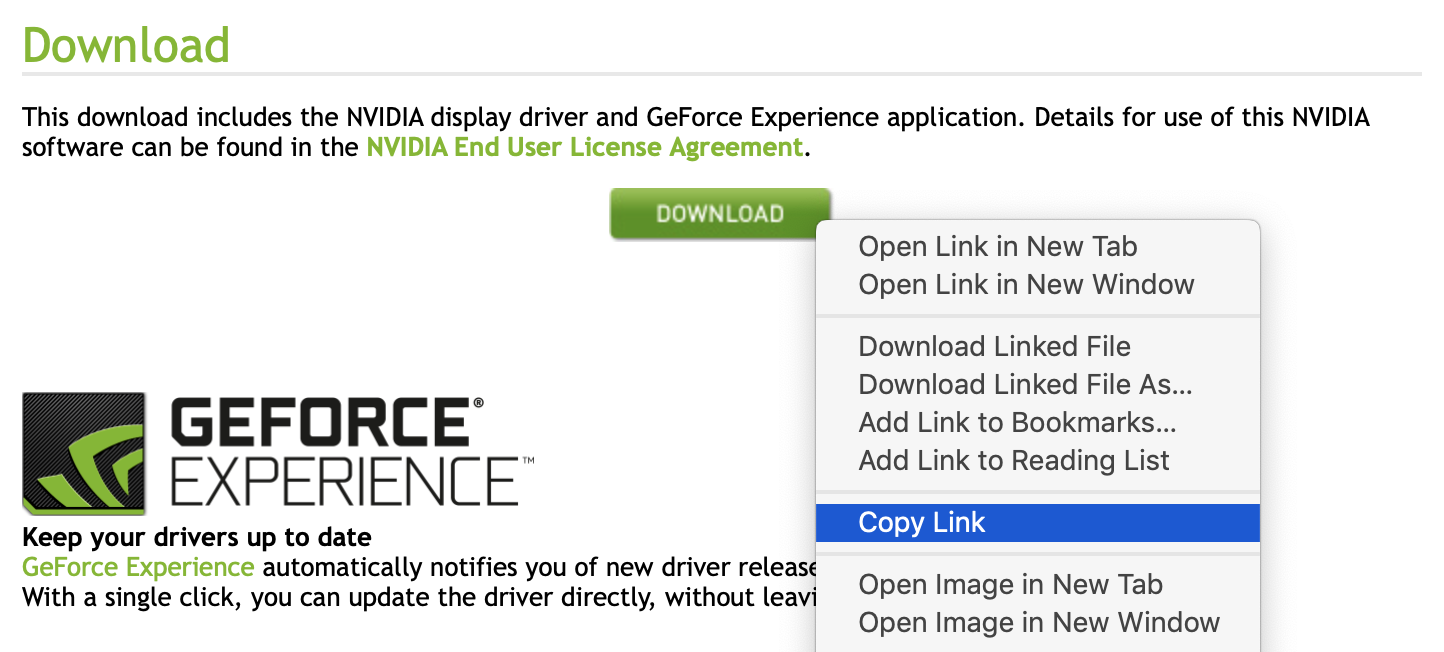 Download
This download includes the NVIDIA display driver and GeForce Experience application. Details for use of this NVIDIA
software can be found in the NVIDIA End User License Agreement.
DOWNLOAD
Open Link in New Tab
Open Link in New Window
Download Linked File
Download Linked File As...
Add Link to Bookmarks...
Add Link to Reading List
Copy Link
Open Image in New Tab
Open Image in New Window
GEFORCE®
EXPERIENCE™
Keep your drivers up to date
GeForce Experience automatically notifies you of new driver release
With a single click, you can update the driver directly, without